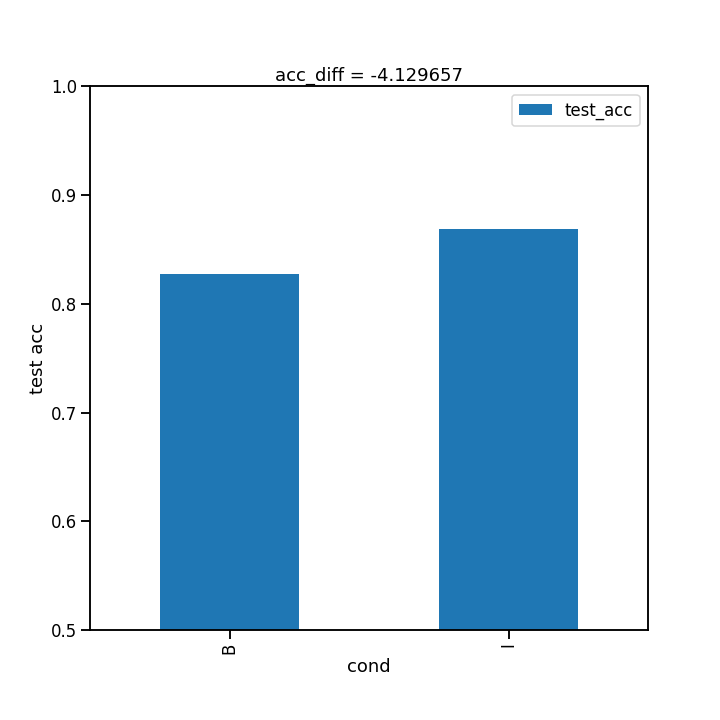 acc_diff = -4.129657
1.0
test_acc
0.9
0.8
test acc
0.7
0.6
0.5
B
I
cond